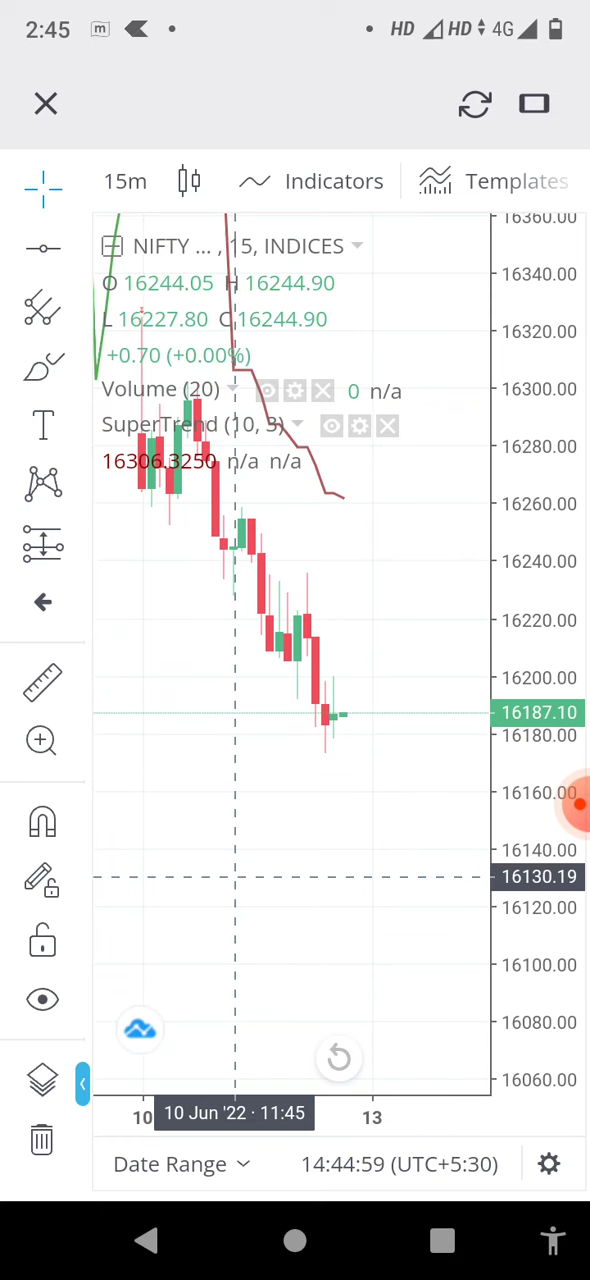 2:45 m HD HD 4G
15m Indicators Templates
16360.00
NIFTY ... , 15, INDICES
16340.00
O 16244.05 H 16244.90
L 16227.80 C 16244.90
16320.00
+0.70 (+0.00%)
Volume (20) 0 n/a
16300.00
SuperTrend (10, 3)
16280.00
16306.3250 n/a n/a
16260.00
16240.00
16220.00
16200.00
16187.10
16180.00
16160.00
16140.00
16130.19
16120.00
16100.00
16080.00
16060.00
10 10 Jun '22 · 11:45 13
Date Range 14:44:59 (UTC+5:30)